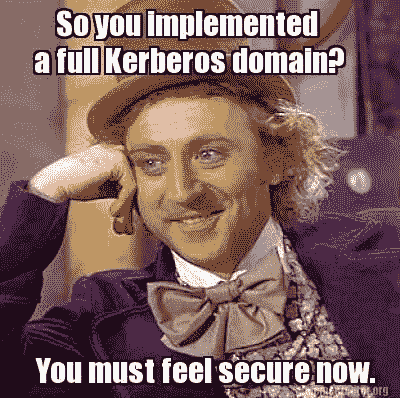 So you implemented
a full Kerberos domain?
You must feel secure now.